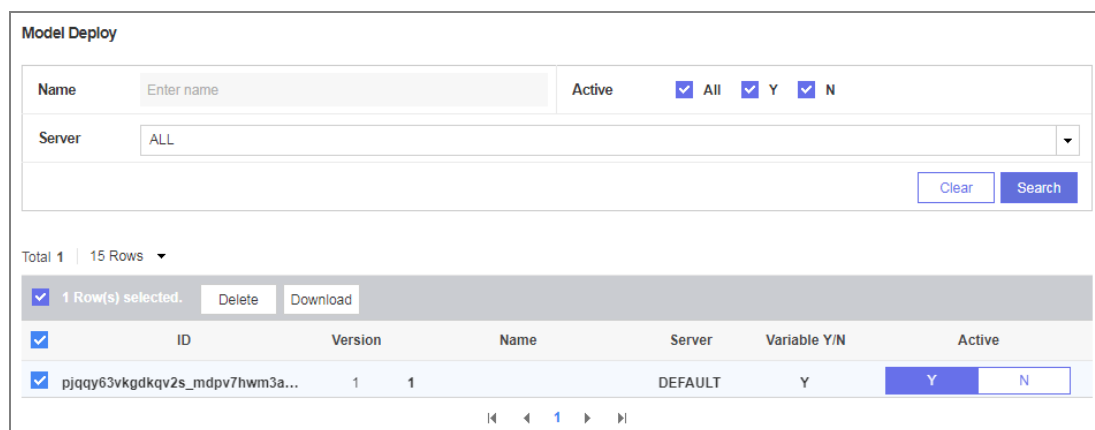 Model Deploy
Name Enter name Active All Y N
Server ALL
Clear Search
Total 1 15 Rows
1 Row(s) selected. Delete Download
ID Version Name Server Variable Y/N Active
pjqqy63vkgdkqv2s_mdpv7hwm3a... 1 1 DEFAULT Y Y N
1